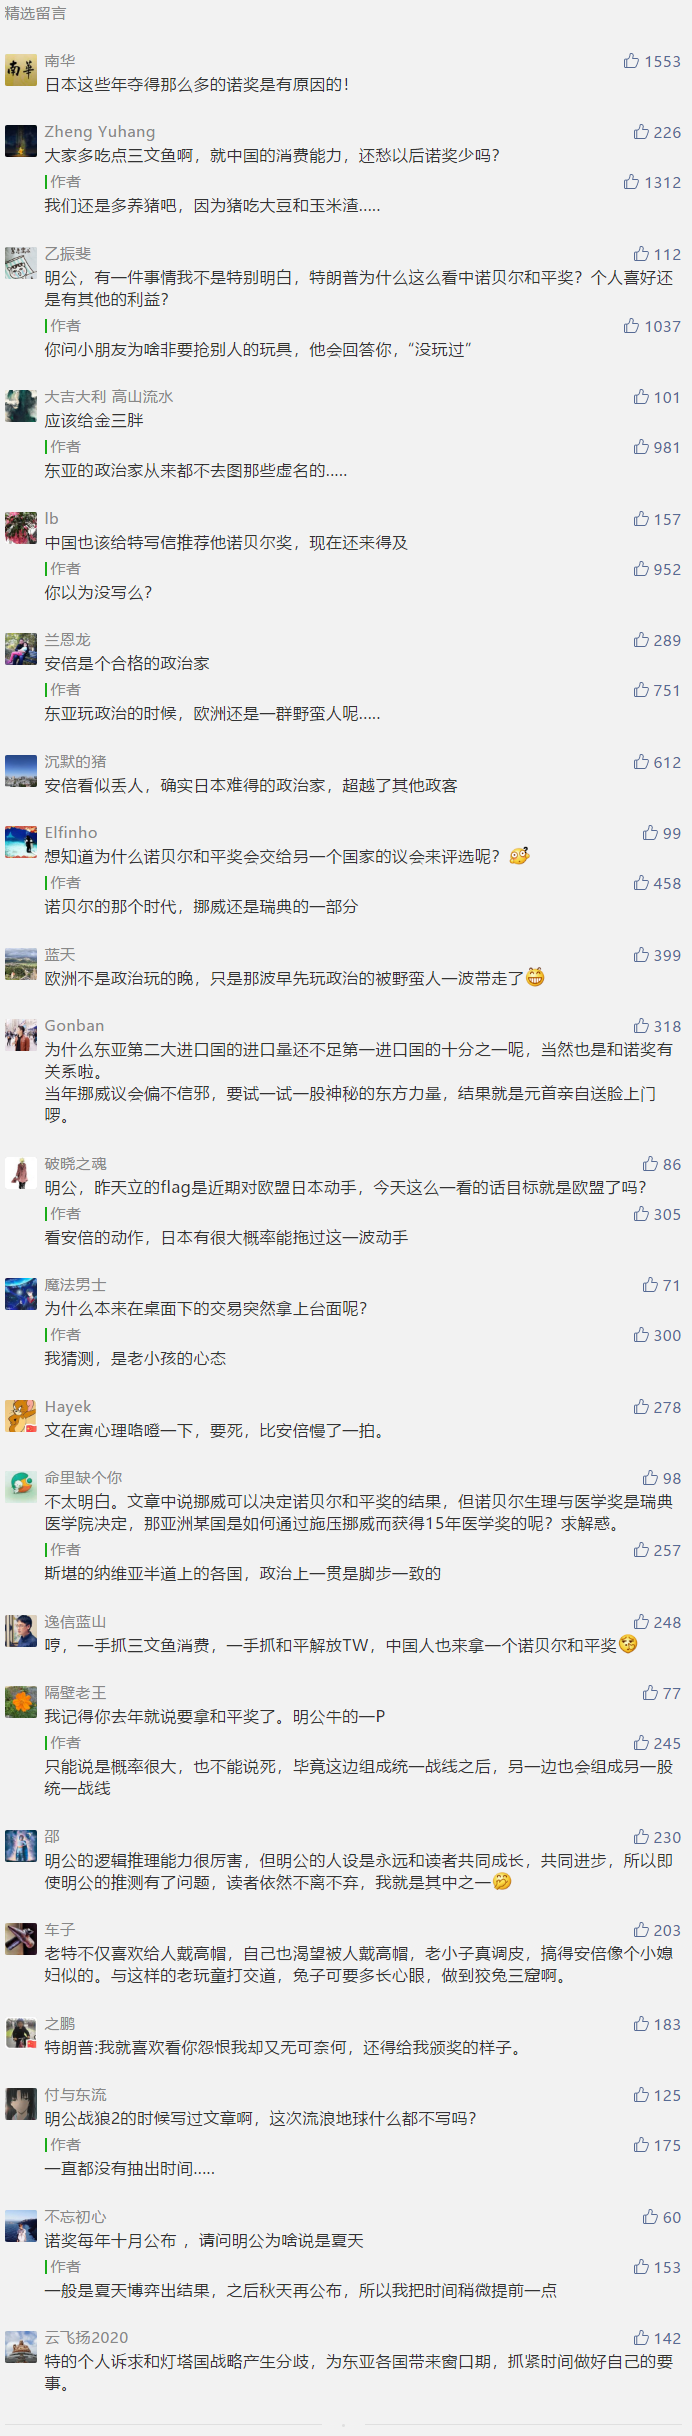 精选留言
南华 1553
日本这些年夺得那么多的诺奖是有原因的！
Zheng Yuhang 226
大家多吃点三文鱼啊，就中国的消费能力，还愁以后诺奖少吗？
作者 1312
我们还是多养猪吧，因为猪吃大豆和玉米渣.....
乙振斐 112
明公，有一件事情我不是特别明白，特朗普为什么这么看中诺贝尔和平奖？个人喜好还
是有其他的利益？
作者 1037
你问小朋友为啥非要抢别人的玩具，他会回答你，“没玩过”
大吉大利 高山流水 101
应该给金三胖
作者 981
东亚的政治家从来都不去图那些虚名的.....
lb 157
中国也该给特写信推荐他诺贝尔奖，现在还来得及
作者 952
你以为没写么？
兰恩龙 289
安倍是个合格的政治家
作者 751
东亚玩政治的时候，欧洲还是一群野蛮人呢.....
沉默的猪 612
安倍看似丢人，确实日本难得的政治家，超越了其他政客
Elfinho 99
想知道为什么诺贝尔和平奖会交给另一个国家的议会来评选呢？
作者 458
诺贝尔的那个时代，挪威还是瑞典的一部分
蓝天 399
欧洲不是政治玩的晚，只是那波早先玩政治的被野蛮人一波带走了
Gonban 318
为什么东亚第二大进口国的进口量还不足第一进口国的十分之一呢，当然也是和诺奖有
关系啦。
当年挪威议会偏不信邪，要试一试一股神秘的东方力量，结果就是元首亲自送脸上门
啰。
破晓之魂 86
明公，昨天立的flag是近期对欧盟日本动手，今天这么一看的话目标就是欧盟了吗？
作者 305
看安倍的动作，日本有很大概率能拖过这一波动手
魔法男士 71
为什么本来在桌面下的交易突然拿上台面呢？
作者 300
我猜测，是老小孩的心态
Hayek 278
文在寅心理咯噔一下，要死，比安倍慢了一拍。
命里缺个你 98
不太明白。文章中说挪威可以决定诺贝尔和平奖的结果，但诺贝尔生理与医学奖是瑞典
医学院决定，那亚洲某国是如何通过施压挪威而获得15年医学奖的呢？求解惑。
作者 257
斯堪的纳维亚半道上的各国，政治上一贯是脚步一致的
逸信蓝山 248
哼，一手抓三文鱼消费，一手抓和平解放TW，中国人也来拿一个诺贝尔和平奖
隔壁老王 77
我记得你去年就说要拿和平奖了。明公牛的一P
作者 245
只能说是概率很大，也不能说死，毕竟这边组成统一战线之后，另一边也会组成另一股
统一战线
邵 230
明公的逻辑推理能力很厉害，但明公的人设是永远和读者共同成长，共同进步，所以即
使明公的推测有了问题，读者依然不离不弃，我就是其中之一
车子 203
老特不仅喜欢给人戴高帽，自己也渴望被人戴高帽，老小子真调皮，搞得安倍像个小媳
妇似的。与这样的老玩童打交道，兔子可要多长心眼，做到狡兔三窟啊。
之鹏 183
特朗普:我就喜欢看你怨恨我却又无可奈何，还得给我颁奖的样子。
付与东流 125
明公战狼2的时候写过文章啊，这次流浪地球什么都不写吗？
作者 175
一直都没有抽出时间.....
不忘初心 60
诺奖每年十月公布 ，请问明公为啥说是夏天
作者 153
一般是夏天博弈出结果，之后秋天再公布，所以我把时间稍微提前一点
云飞扬2020 142
特的个人诉求和灯塔国战略产生分歧，为东亚各国带来窗口期，抓紧时间做好自己的要
事。